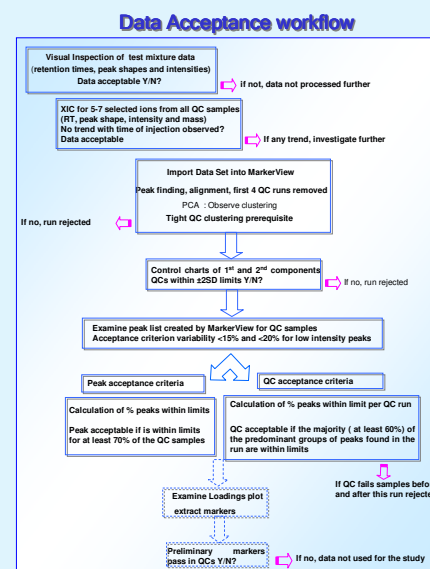 Data Acceptance workflow
Visual Inspection of test mixture data
(retention times, peak shapes and intensities)
Data acceptable Y/N?
if not, data not processed further
XIC for 5-7 selected ions from all QC samples
(RT, peak shape, intensity and mass)
No trend with time of injection observed?
Data acceptable
If any trend, investigate further
Import Data Set into MarkerView
Peak finding, alignment, first 4 QC runs removed
PCA : Observe clustering
Tight QC clustering prerequisite
If no, run rejected
Control charts of 1st and 2nd components
QCs within ±2SD limits Y/N?
If no, run rejected
Examine peak list created by MarkerView for QC samples
Acceptance criterion variability <15% and <20% for low intensity peaks
Peak acceptance criteria
QC acceptance criteria
Calculation of % peaks within limits
Peak acceptable if is within limits
for at least 70% of the QC samples
Calculation of % peaks within limit per QC run
QC acceptable if the majority ( at least 60%) of
the predominant groups of peaks found in the
run are within limits
If QC fails samples befo
and after this run rejecte
Examine Loadings plot
extract markers
Preliminary markers
pass in QCs Y/N?
If no, data not used for the study